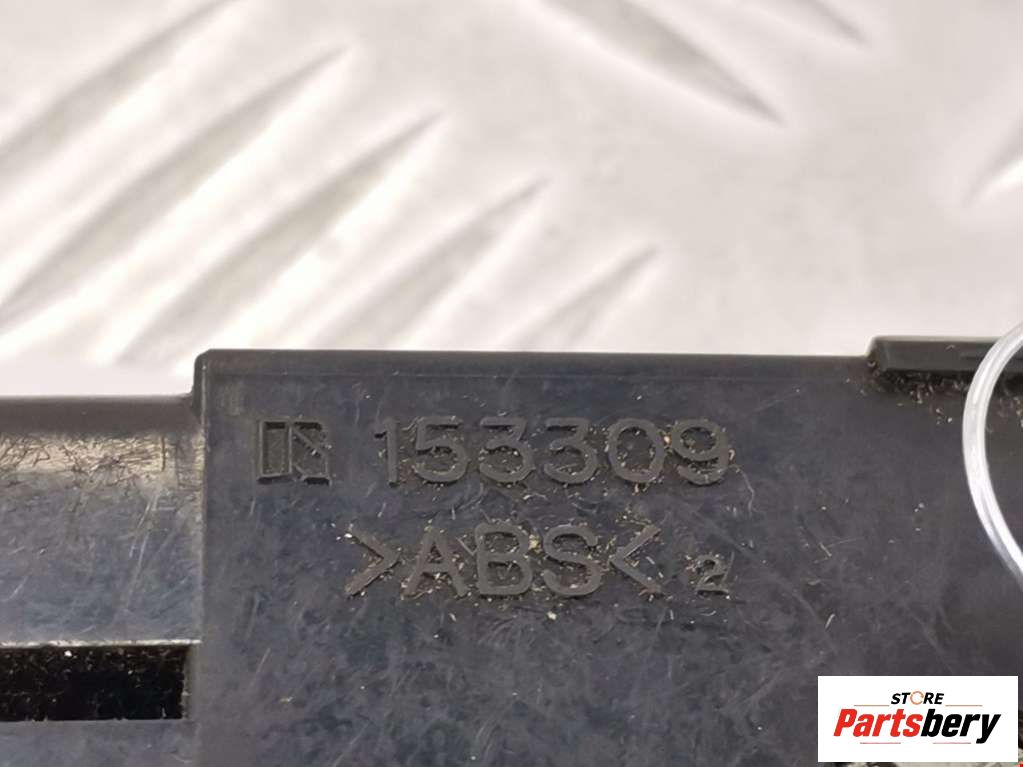 153309
>ABS< 2
STORE
Partsbery